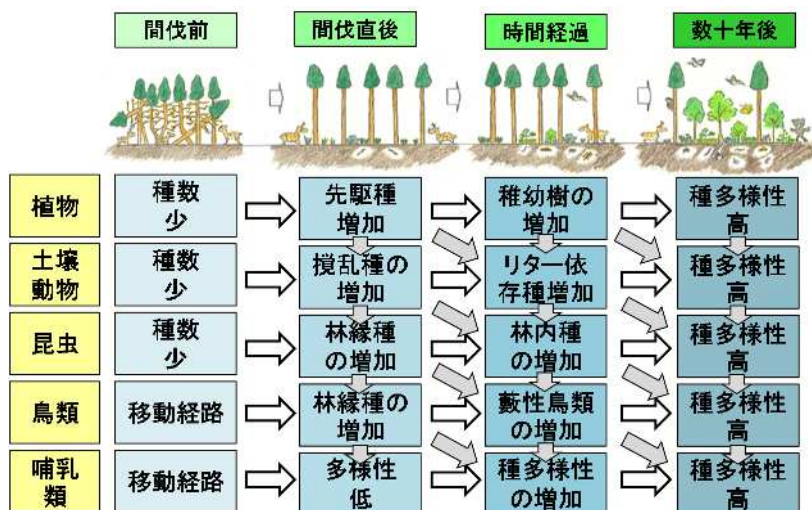 間伐前 間伐直後 時間経過 数十年後
植物
種数
少
先駆種
増加
稚幼樹の
増加
種多様性
高
土壌
動物
種数
少
撹乱種の
増加
リター依
存種増加
種多様性
高
昆虫
種数
少
林縁種
の増加
林内種
の増加
種多様性
高
鳥類
移動経路
林縁種の
増加
藪性鳥類
の増加
種多様性
高
哺乳
類
移動経路
多様性
低
種多様性
の増加
種多様性
高